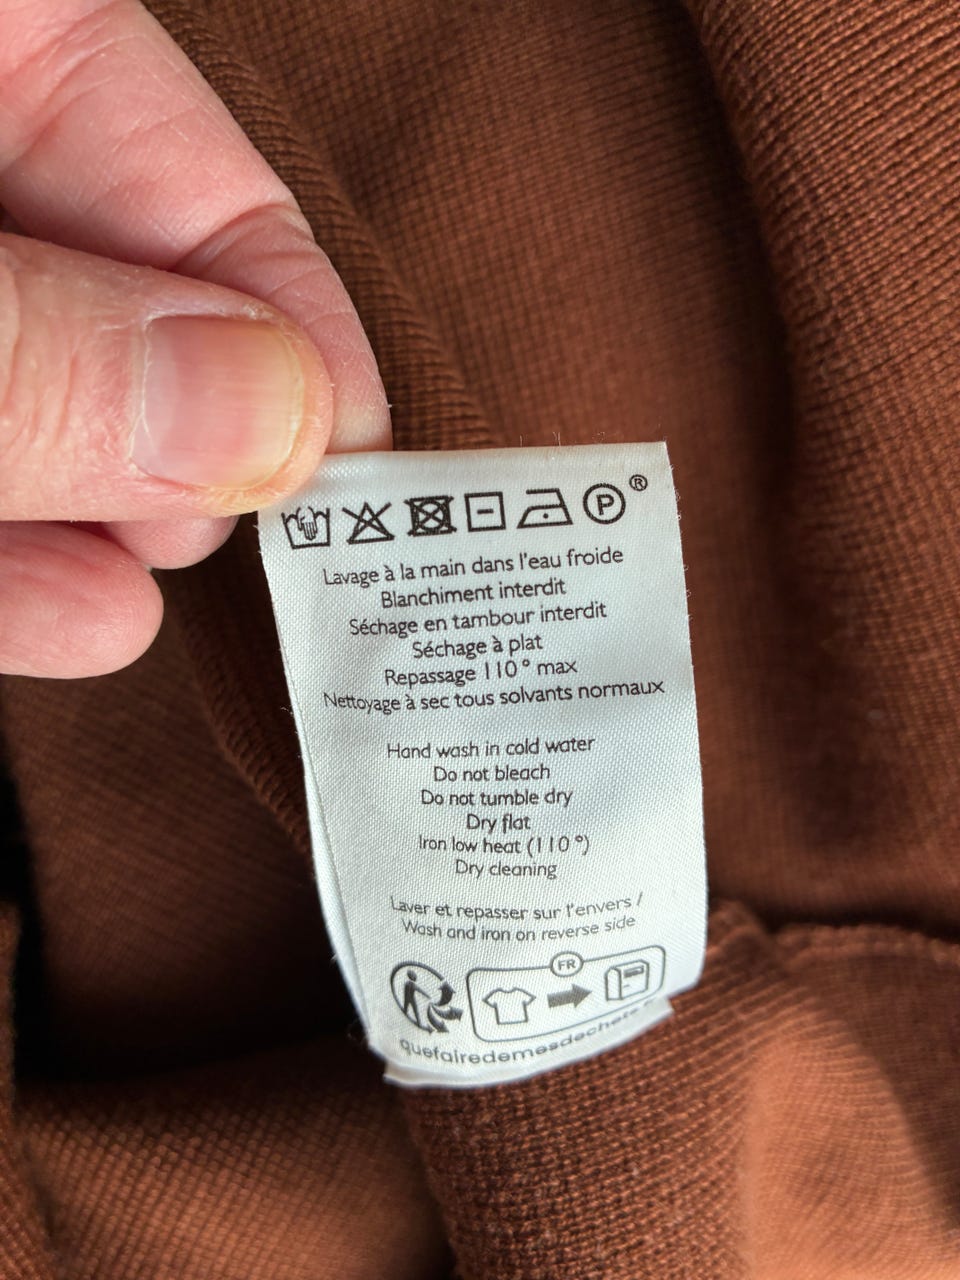 P ®
Lavage à la main dans l'eau froide
Blanchiment interdit
Séchage en tambour interdit
Séchage à plat
Repassage 110° max
Nettoyage à sec tous solvants normaux
Hand wash in cold water
Do not bleach
Do not tumble dry
Dry flat
Iron low heat (110°)
Dry cleaning
Laver et repasser sur l'envers /
Wash and iron on reverse side
FR
quefairedemesdechets.f